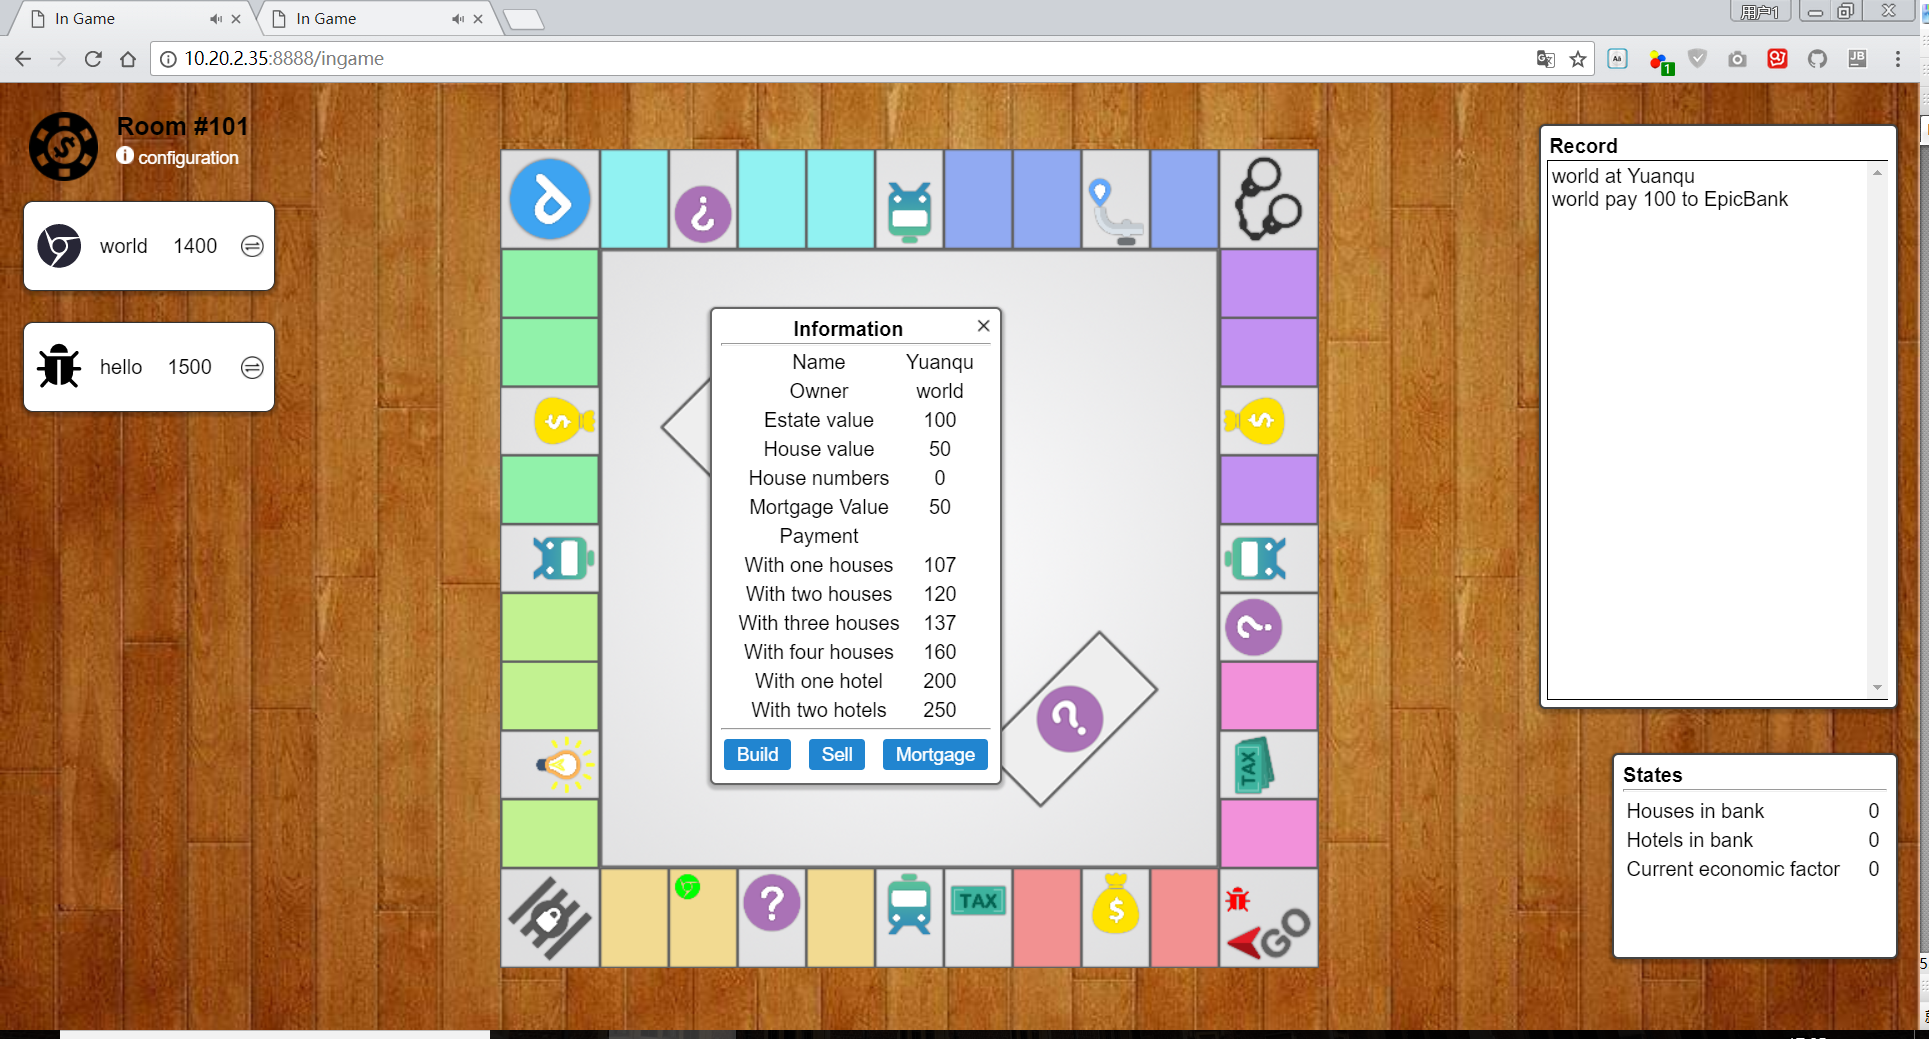 In Game
In Game
用户1
10.20.2.35:8888/ingame
1
JB
Room #101
configuration
world 1400
hello 1500
Information
Name Yuanqu
Owner world
Estate value 100
House value 50
House numbers 0
Mortgage Value 50
Payment
With one houses 107
With two houses 120
With three houses 137
With four houses 160
With one hotel 200
With two hotels 250
Build Sell Mortgage
TAX
TAX
GO
Record
world at Yuanqu
world pay 100 to EpicBank
States
Houses in bank 0
Hotels in bank 0
Current economic factor 0
5